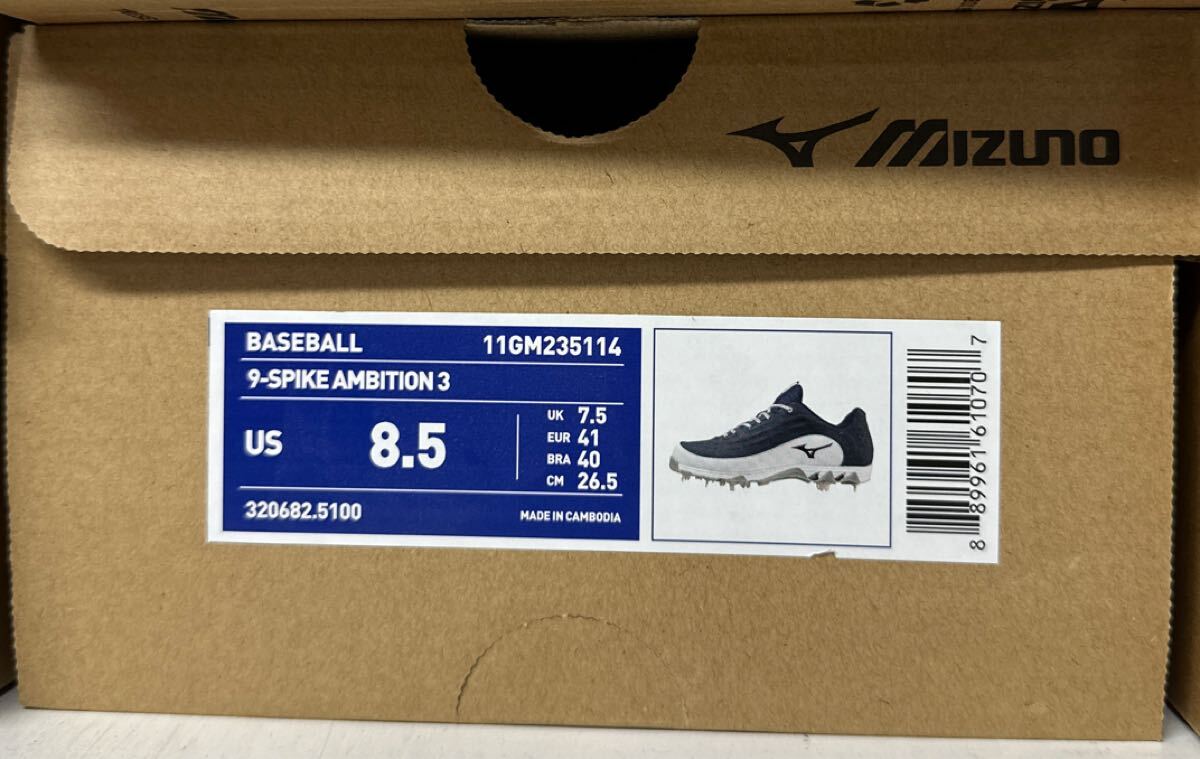 MIZUNO
BASEBALL 11GM235114
9-SPIKE AMBITION 3
US 8.5
UK 7.5
EUR 41
BRA 40
CM 26.5
320682.5100 MADE IN CAMBODIA
8 89961 61070 7